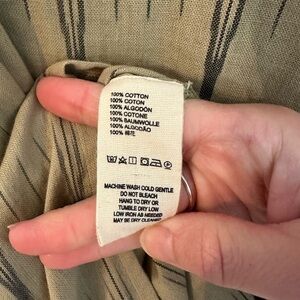 100% COTTON
100% COTON
100% ALGODÓN
100% COTONE
100% BAUMWOLLE
100% ALGODÃO
100% 棉花
MACHINE WASH COLD GENTLE
DO NOT BLEACH
HANG TO DRY OR
TUMBLE DRY LOW
LOW IRON AS NEEDED
MAY BE DRY CLEANED